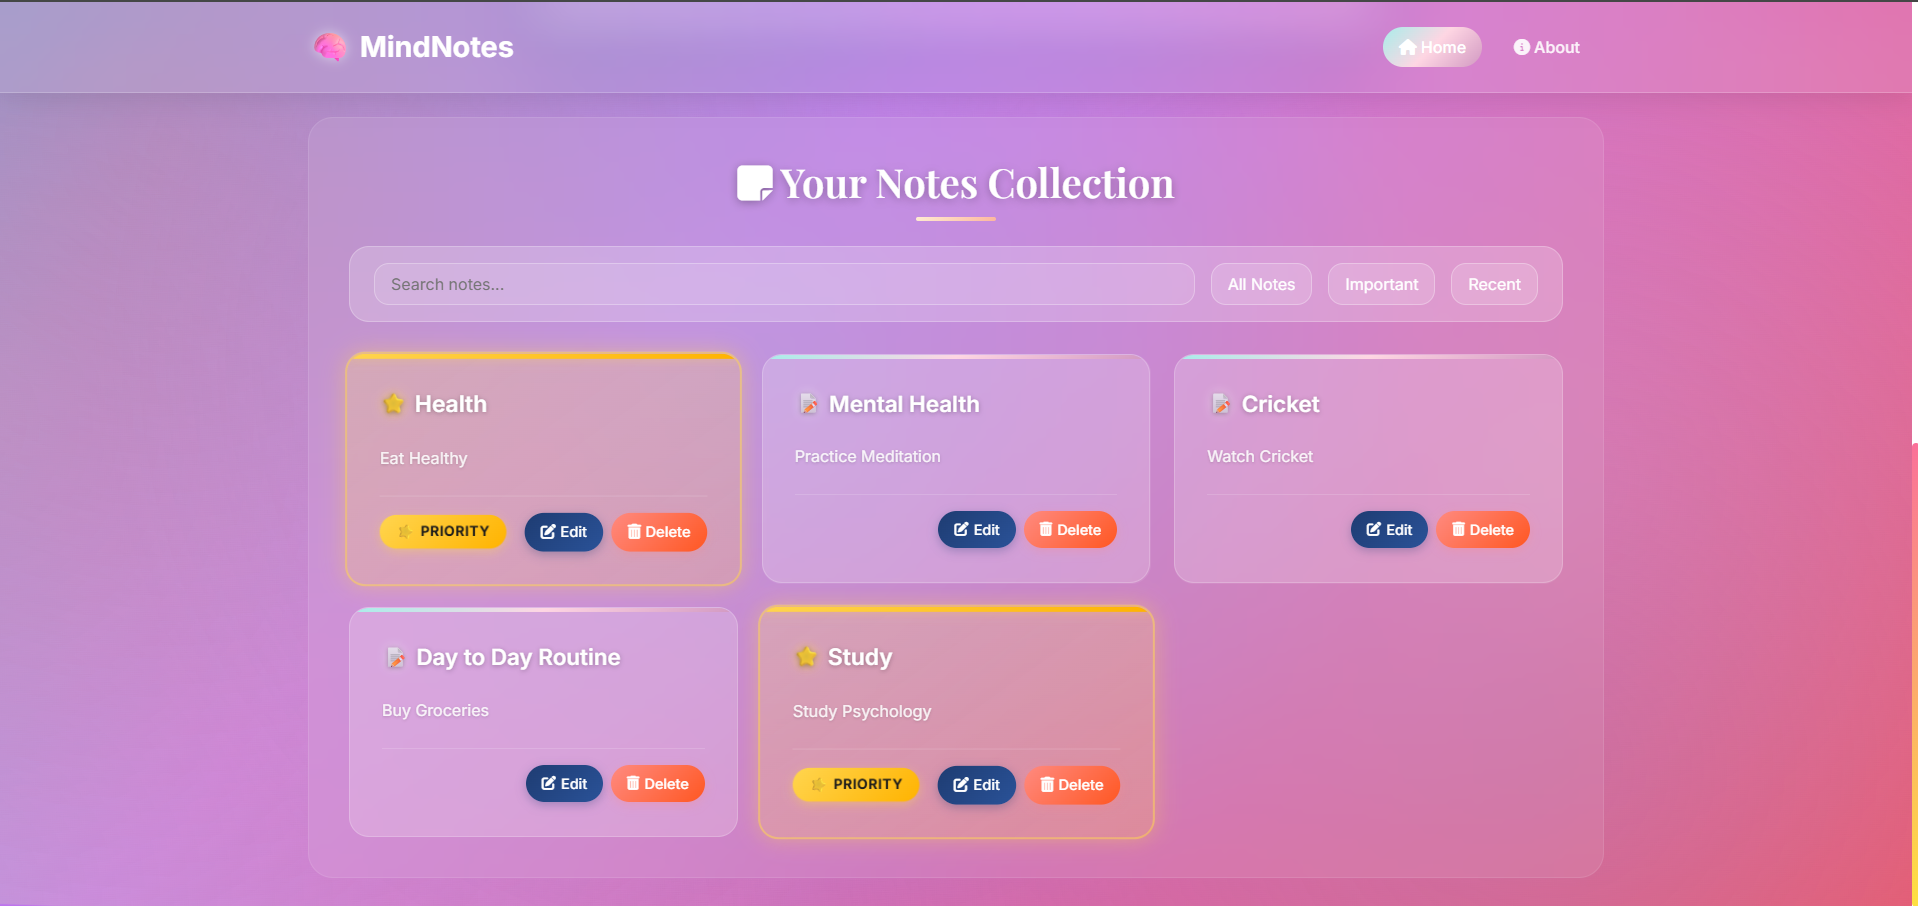 MindNotes
Home
About
Your Notes Collection
Search notes...
All Notes
Important
Recent
Health
Eat Healthy
PRIORITY
Edit
Delete
Mental Health
Practice Meditation
Edit
Delete
Cricket
Watch Cricket
Edit
Delete
Day to Day Routine
Buy Groceries
Edit
Delete
Study
Study Psychology
PRIORITY
Edit
Delete